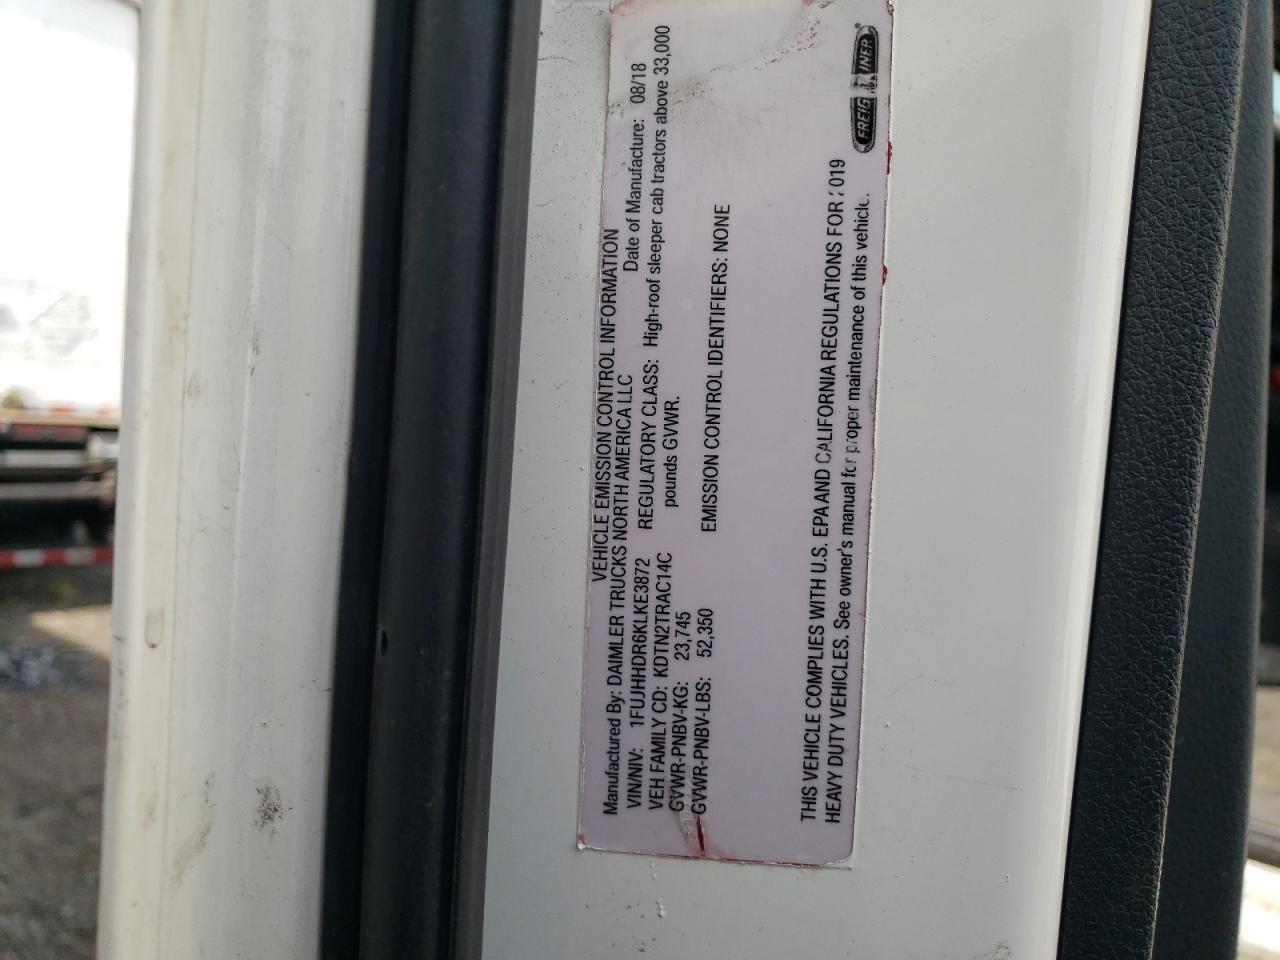 VEHICLE EMISSION CONTROL INFORMATION
Manufactured By: DAIMLER TRUCKS NORTH AMERICA LLC
Date of Manufacture: 08/18
VIN/NIV: 1FUJHHDR6KLKE3872
REGULATORY CLASS: High-roof sleeper cab tractors above 33,000
pounds GVWR.
VEH FAMILY CD: KDTN2TRAC14C
GVWR-PNBV-KG: 23,745
GVWR-PNBV-LBS: 52,350
EMISSION CONTROL IDENTIFIERS: NONE
THIS VEHICLE COMPLIES WITH U.S. EPA AND CALIFORNIA REGULATIONS FOR 2019
HEAVY DUTY VEHICLES. See owner's manual for proper maintenance of this vehicle.
FREIGHTLINER®